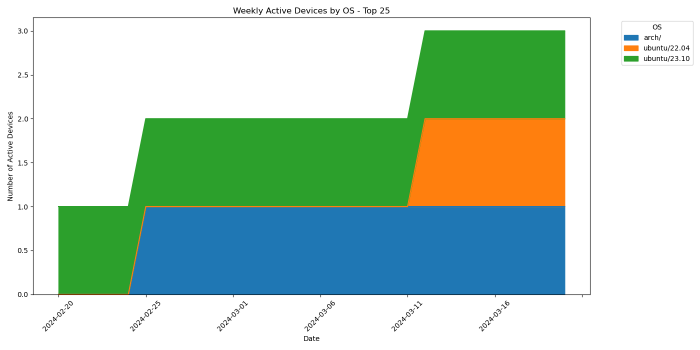 Weekly Active Devices by OS - Top 25
Number of Active Devices
3.0
2.5
2.0
1.5
1.0
0.5
0.0
2024-02-20
2024-02-25
2024-03-01
2024-03-06
2024-03-11
2024-03-16
Date
OS
arch/
ubuntu/22.04
ubuntu/23.10